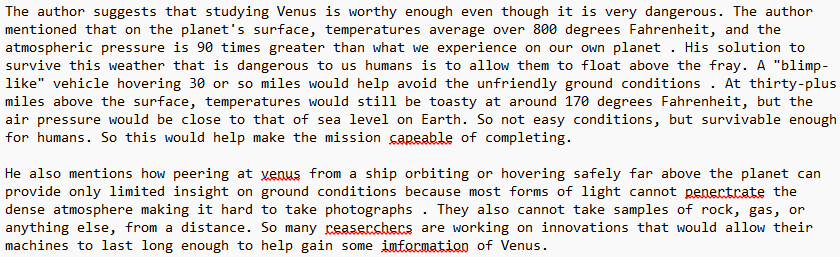 The author suggests that studying Venus is worthy enough even though it is very dangerous. The author
mentioned that on the planet's surface, temperatures average over 800 degrees Fahrenheit, and the
atmospheric pressure is 90 times greater than what we experience on our own planet . His solution to
survive this weather that is dangerous to us humans is to allow them to float above the fray. A "blimp-
like" vehicle hovering 30 or so miles would help avoid the unfriendly ground conditions . At thirty-plus
miles above the surface, temperatures would still be toasty at around 170 degrees Fahrenheit, but the
air pressure would be close to that of sea level on Earth. So not easy conditions, but survivable enough
for humans. So this would help make the mission capeable of completing.
He also mentions how peering at venus from a ship orbiting or hovering safely far above the planet can
provide only limited insight on ground conditions because most forms of light cannot penertrate the
dense atmosphere making it hard to take photographs . They also cannot take samples of rock, gas, or
anything else, from a distance. So many reaserchers are working on innovations that would allow their
machines to last long enough to help gain some imformation of Venus.